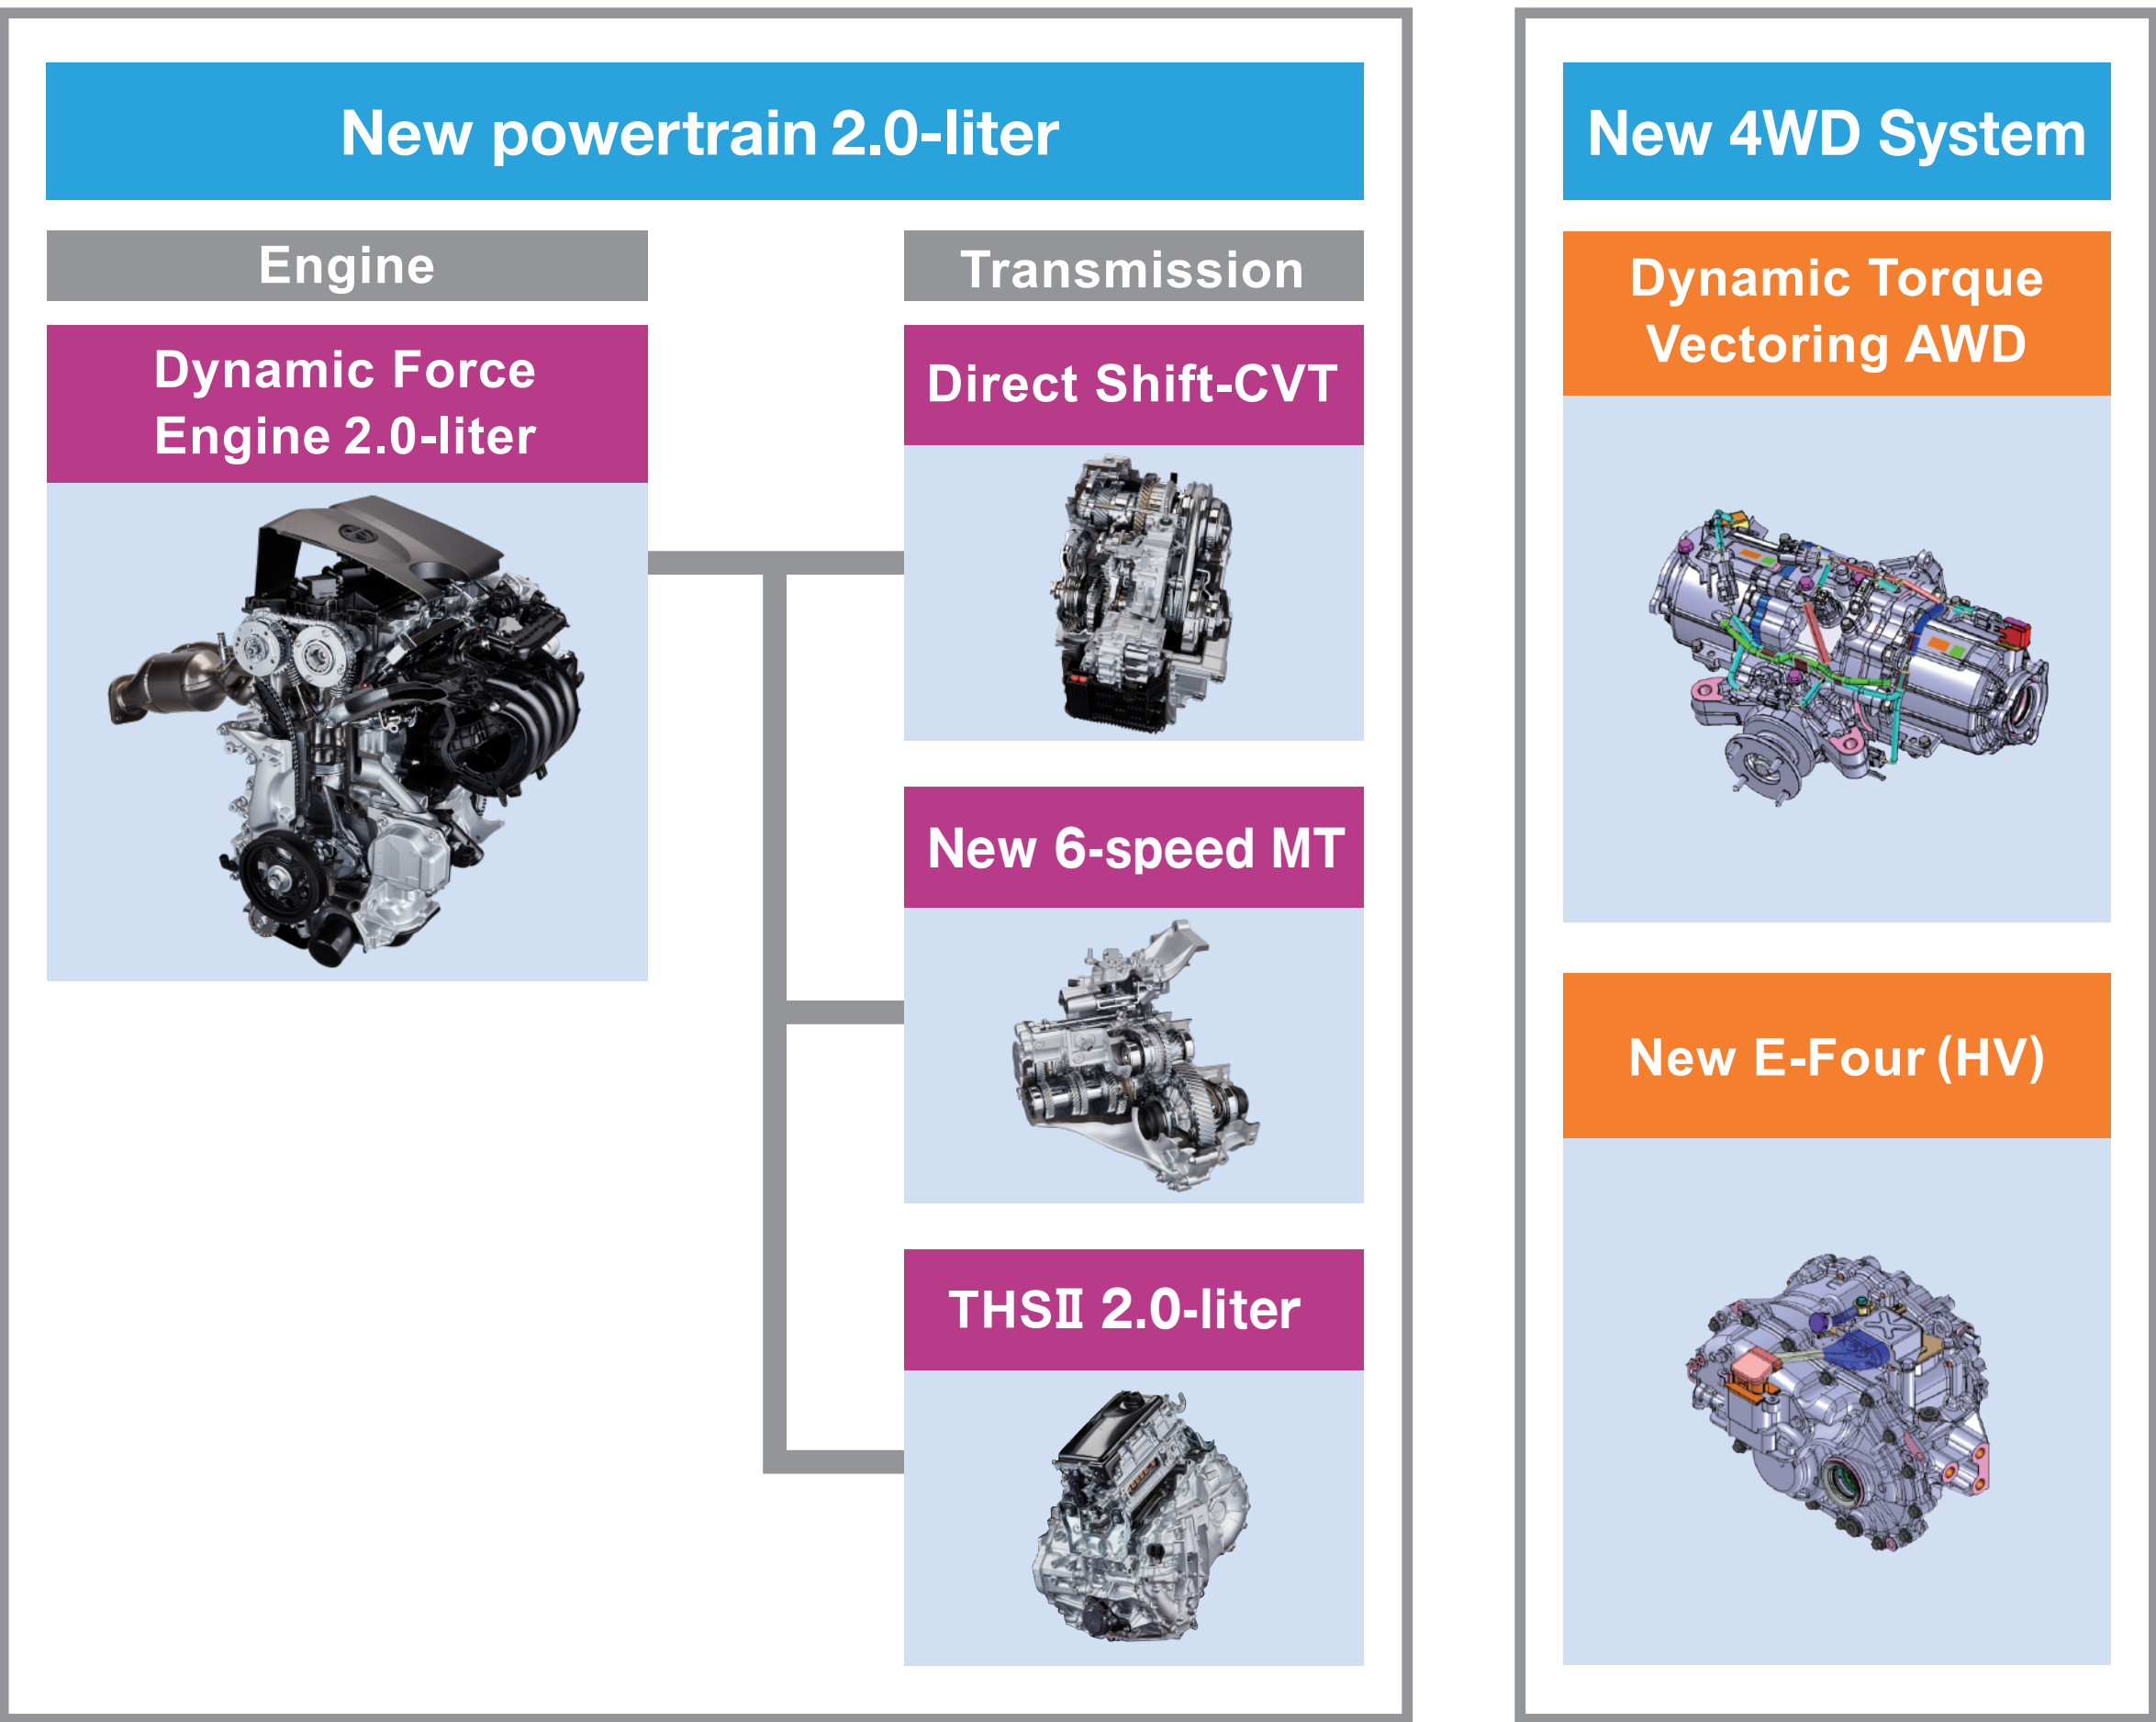 New powertrain 2.0-liter
Engine
Dynamic Force
Engine 2.0-liter
Transmission
Direct Shift-CVT
New 6-speed MT
THSⅡ 2.0-liter
New 4WD System
Dynamic Torque
Vectoring AWD
New E-Four (HV)